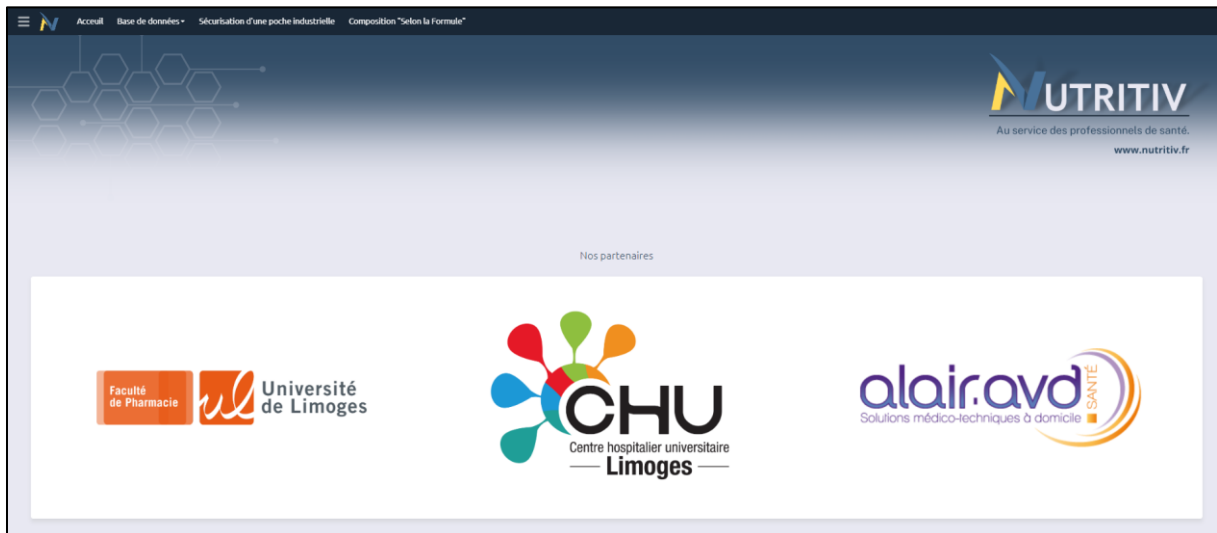 Acceuil Base de données Sécurisation d'une poche industrielle Composition "Selon la Formule"
NUTRITIV
Au service des professionnels de santé.
www.nutritiv.fr
Nos partenaires
Faculté
de Pharmacie
ul
Université
de Limoges
CHU
Centre hospitalier universitaire
Limoges
alair.avd
SANTÉ
Solutions médico-techniques à domicile